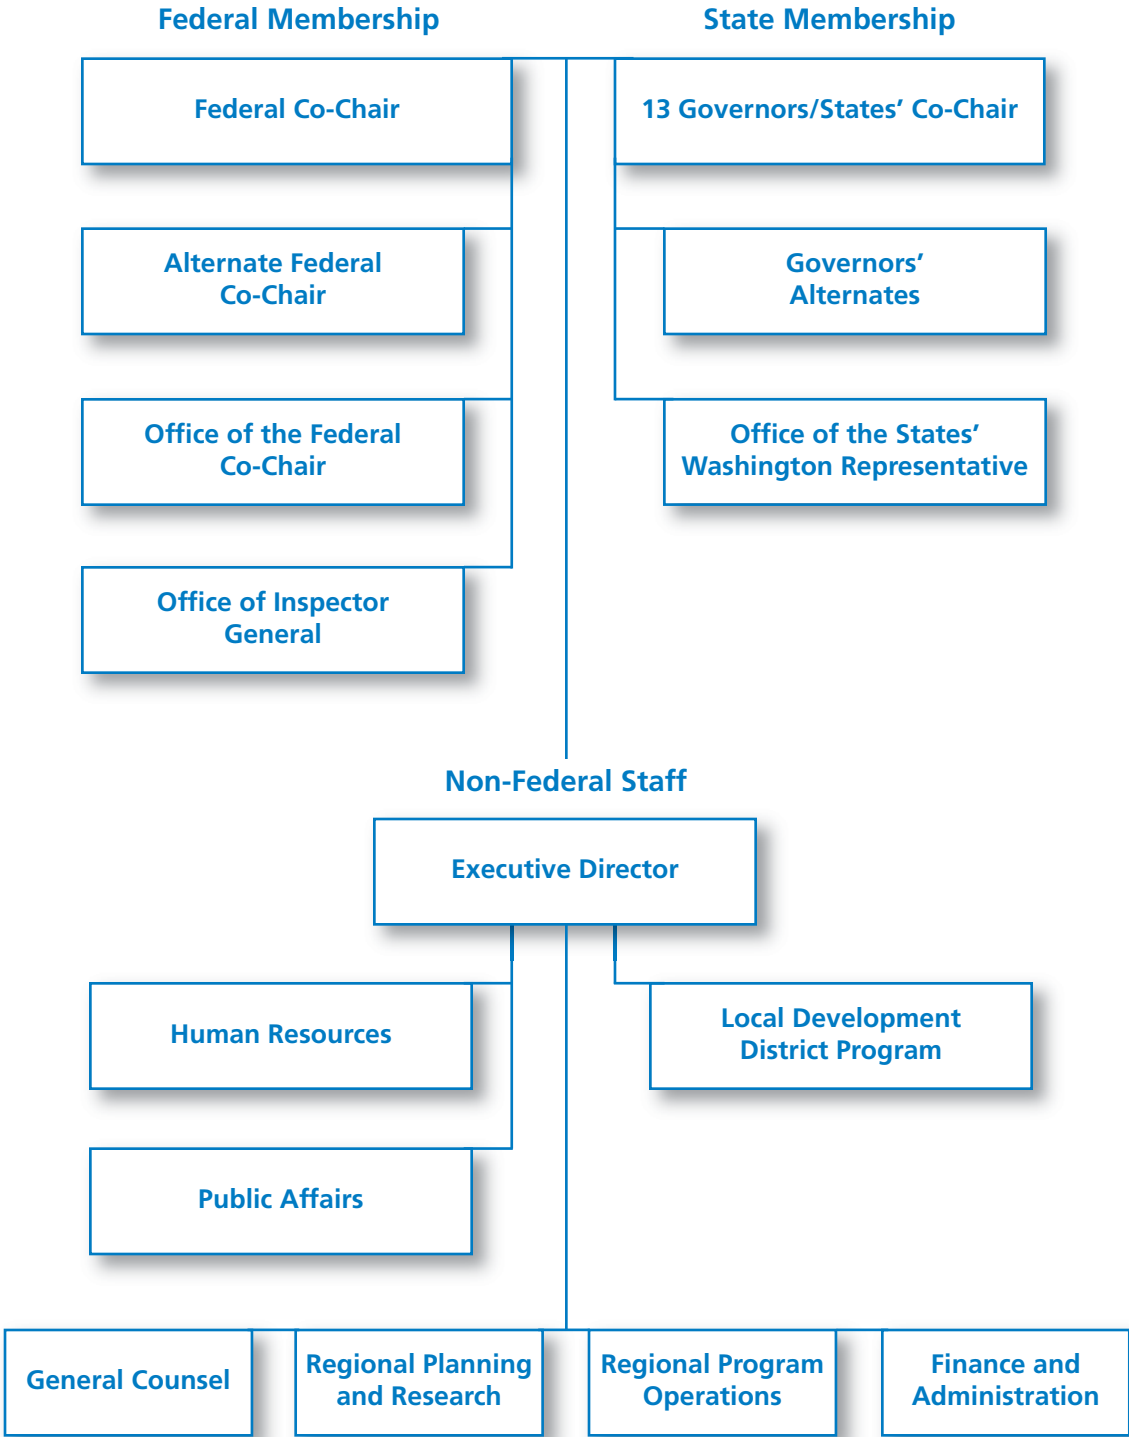 Federal Membership
State Membership
Federal Co-Chair
13 Governors/States’ Co-Chair
Alternate Federal
Co-Chair
Governors’
Alternates
Office of the Federal
Co-Chair
Office of the States’
Washington Representative
Office of Inspector
General
Non-Federal Staff
Executive Director
Human Resources
Local Development
District Program
Public Affairs
General Counsel
Regional Planning
and Research
Regional Program
Operations
Finance and
Administration